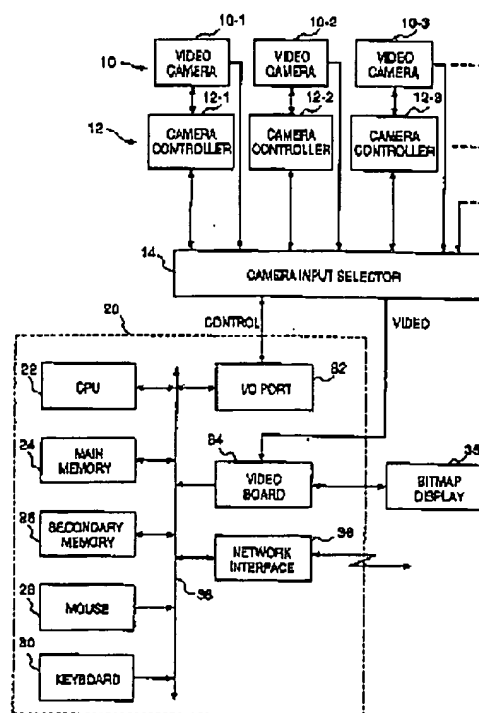 10-1
10-2
10-3
10
VIDEO
CAMERA
VIDEO
CAMERA
VIDEO
CAMERA
12-1
12-2
12-3
12
CAMERA
CONTROLLER
CAMERA
CONTROLLER
CAMERA
CONTROLLER
14
CAMERA INPUT SELECTOR
20
CONTROL
VIDEO
22
CPU
I/O PORT
32
24
MAIN
MEMORY
34
VIDEO
BOARD
BITMAP
DISPLAY
26
SECONDARY
MEMORY
NETWORK
INTERFACE
28
MOUSE
30
KEYBOARD